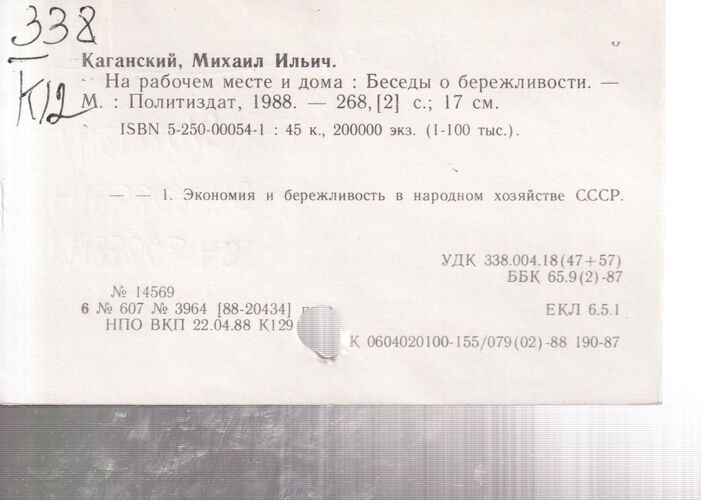 338
К12
Каганский, Михаил Ильич.
На рабочем месте и дома : Беседы о бережливости. —
М. : Политиздат, 1988. — 268, [2] с.; 17 см.
ISBN 5-250-00054-1 : 45 к., 200000 экз. (1-100 тыс.).
— — 1. Экономия и бережливость в народном хозяйстве СССР.
УДК 338.004.18(47+57)
ББК 65.9(2)-87
№ 14569
6 № 607 № 3964 [88-20434]
ЕКЛ 6.5.1
НПО ВКП 22.04.88 К129
К 0604020100-155/079(02)-88 190-87